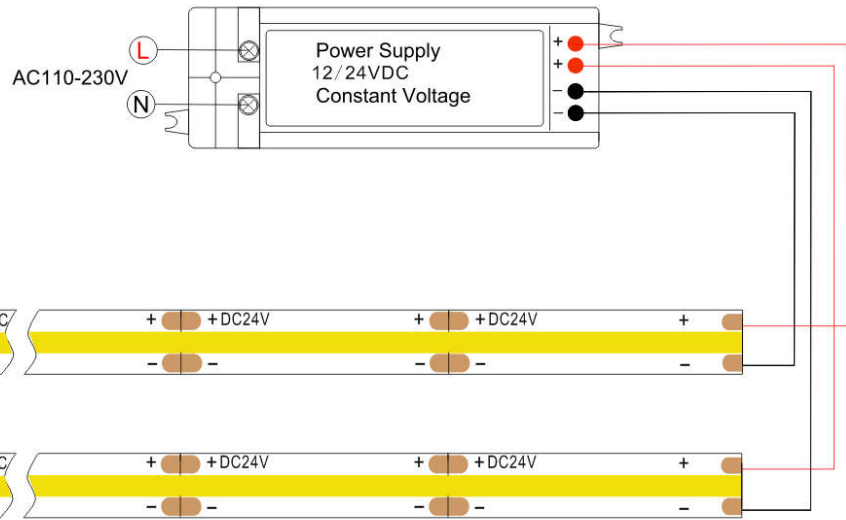 L
Power Supply
12/24VDC
Constant Voltage
AC110-230V
N
+
+
−
−
C + +DC24V + +DC24V +
− − − − −
C + +DC24V + +DC24V +
− − − − −